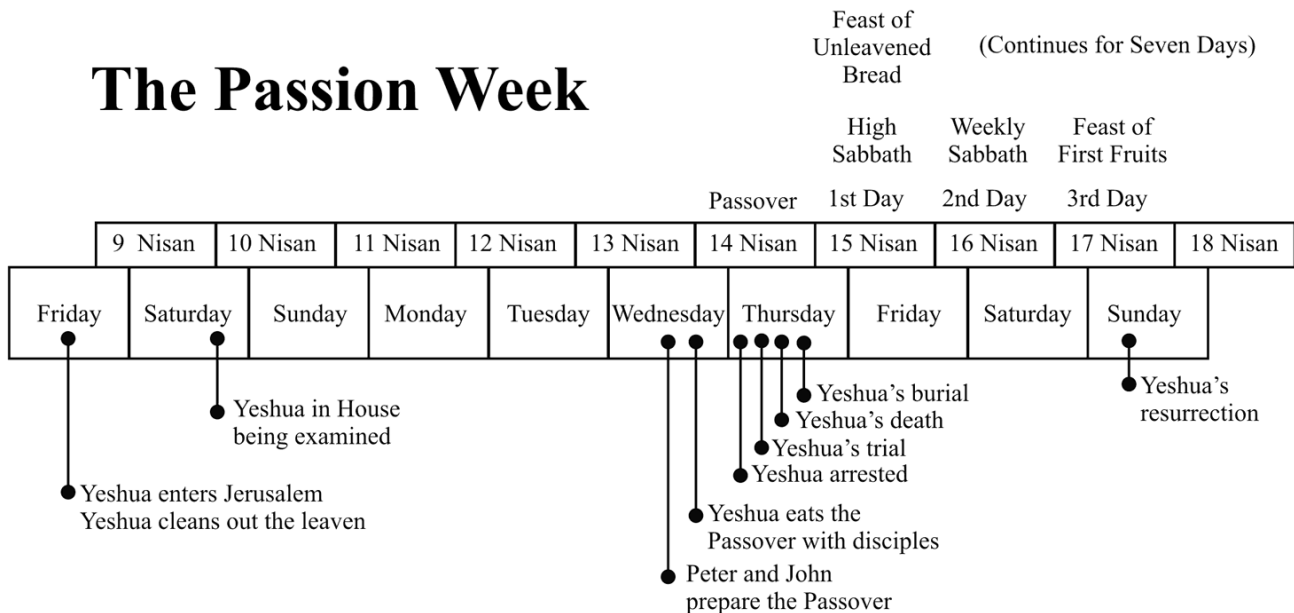 The Passion Week
Feast of
Unleavened
Bread
(Continues for Seven Days)
High
Sabbath
Weekly
Sabbath
Feast of
First Fruits
Passover
1st Day
2nd Day
3rd Day
9 Nisan
10 Nisan
11 Nisan
12 Nisan
13 Nisan
14 Nisan
15 Nisan
16 Nisan
17 Nisan
18 Nisan
Friday
Saturday
Sunday
Monday
Tuesday
Wednesday
Thursday
Friday
Saturday
Sunday
Yeshua in House
being examined
Yeshua enters Jerusalem
Yeshua cleans out the leaven
Yeshua's burial
Yeshua's death
Yeshua's trial
Yeshua arrested
Yeshua eats the
Passover with disciples
Peter and John
prepare the Passover
Yeshua's
resurrection